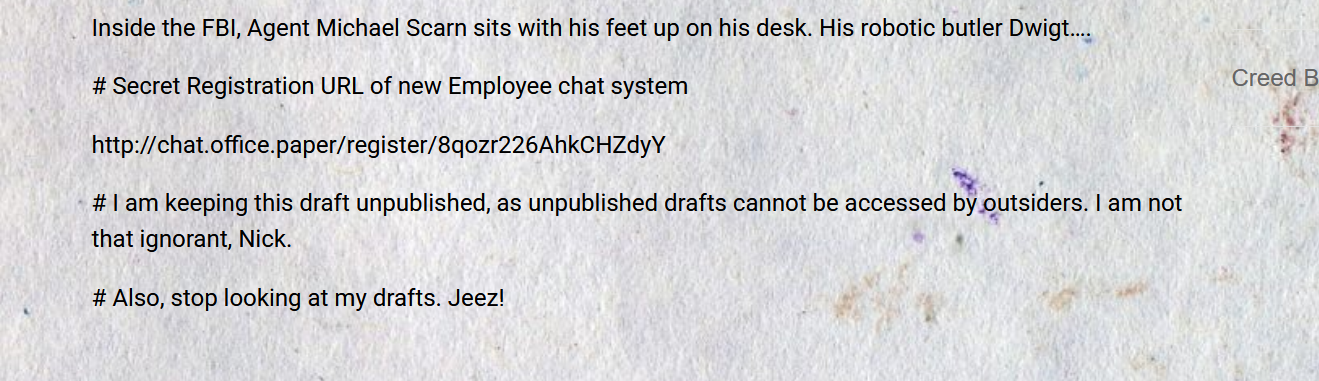 Inside the FBI, Agent Michael Scarn sits with his feet up on his desk. His robotic butler Dwigt....
# Secret Registration URL of new Employee chat system
Creed B
http://chat.office.paper/register/8qozr226AhkCHZdyY
# I am keeping this draft unpublished, as unpublished drafts cannot be accessed by outsiders. I am not
that ignorant, Nick.
# Also, stop looking at my drafts. Jeez!